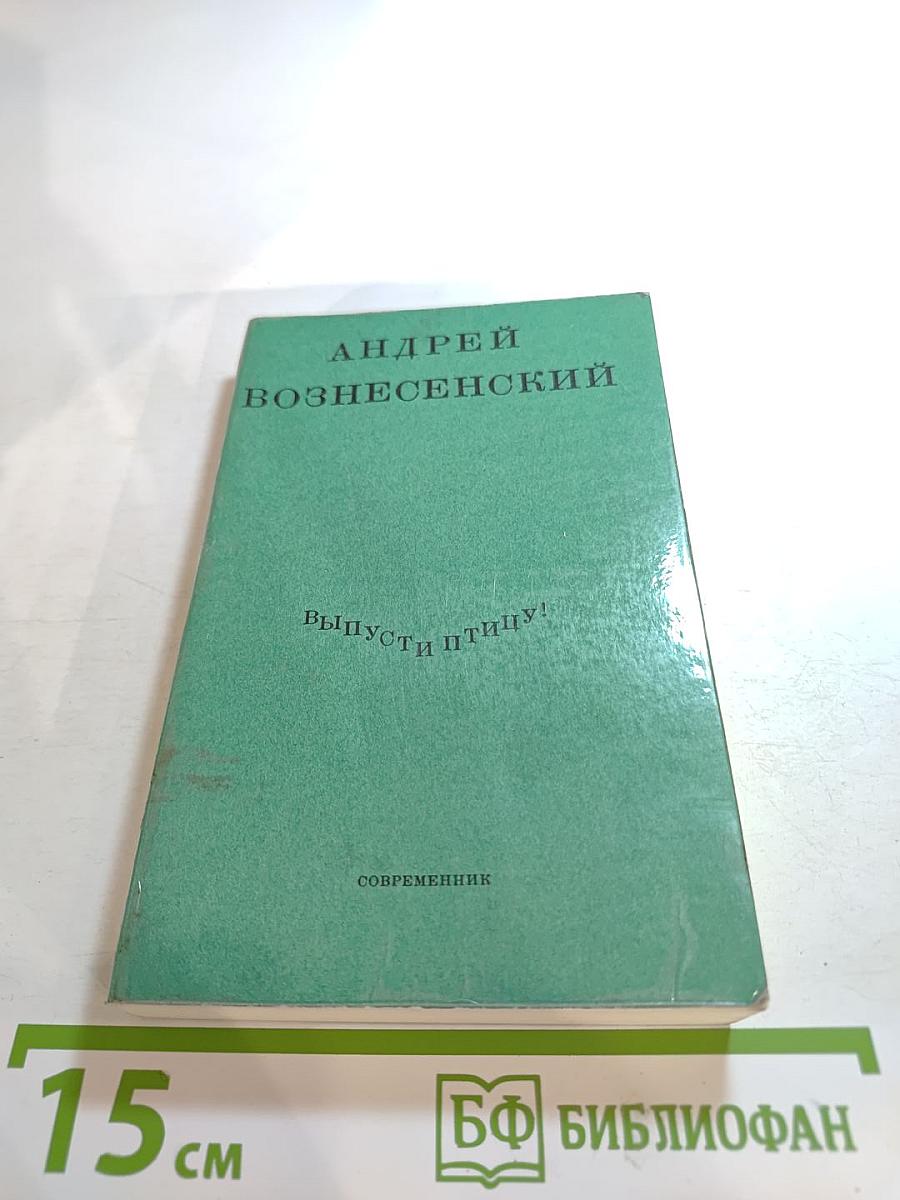 АНДРЕЙ
ВОЗНЕСЕНСКИЙ
ВЫПУСТИ ПТИЦУ!
СОВРЕМЕННИК
15 см
БФ БИБЛИОФАН